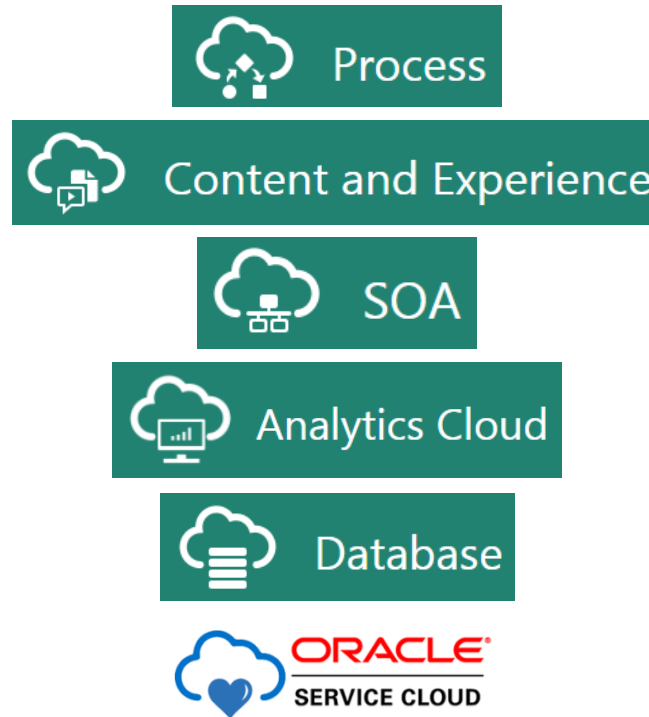 Process
Content and Experience
SOA
Analytics Cloud
Database
ORACLE®
SERVICE CLOUD